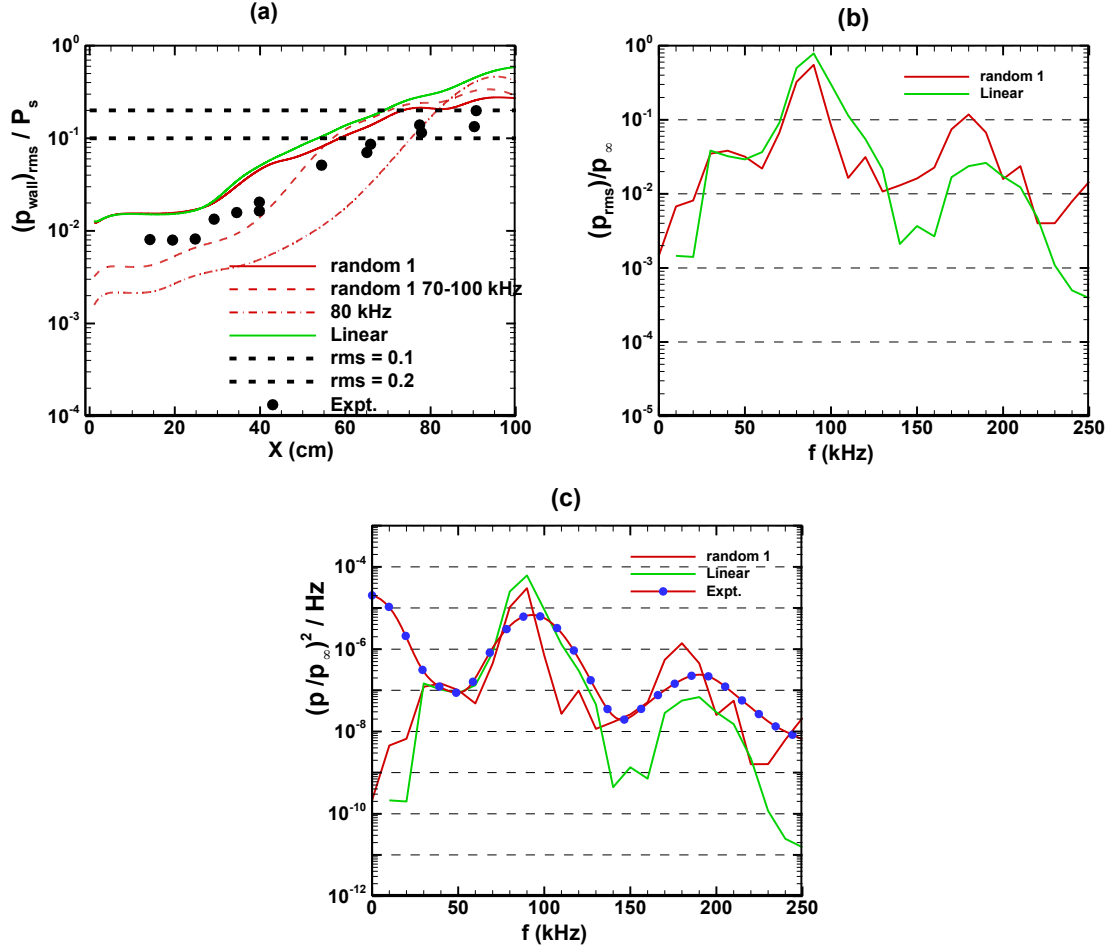 (a)
10^0
10^-1
10^-2
10^-3
10^-4
(p_wall)_rms / P_s
random 1
random 1 70-100 kHz
80 kHz
Linear
rms = 0.1
rms = 0.2
Expt.
0 20 40 60 80 100
X (cm)
(b)
10^0
10^-1
10^-2
10^-3
10^-4
10^-5
(p_rms)/p_∞
random 1
Linear
0 50 100 150 200 250
f (kHz)
(c)
10^-4
10^-6
10^-8
10^-10
10^-12
(p/p_∞)^2 / Hz
random 1
Linear
Expt.
0 50 100 150 200 250
f (kHz)